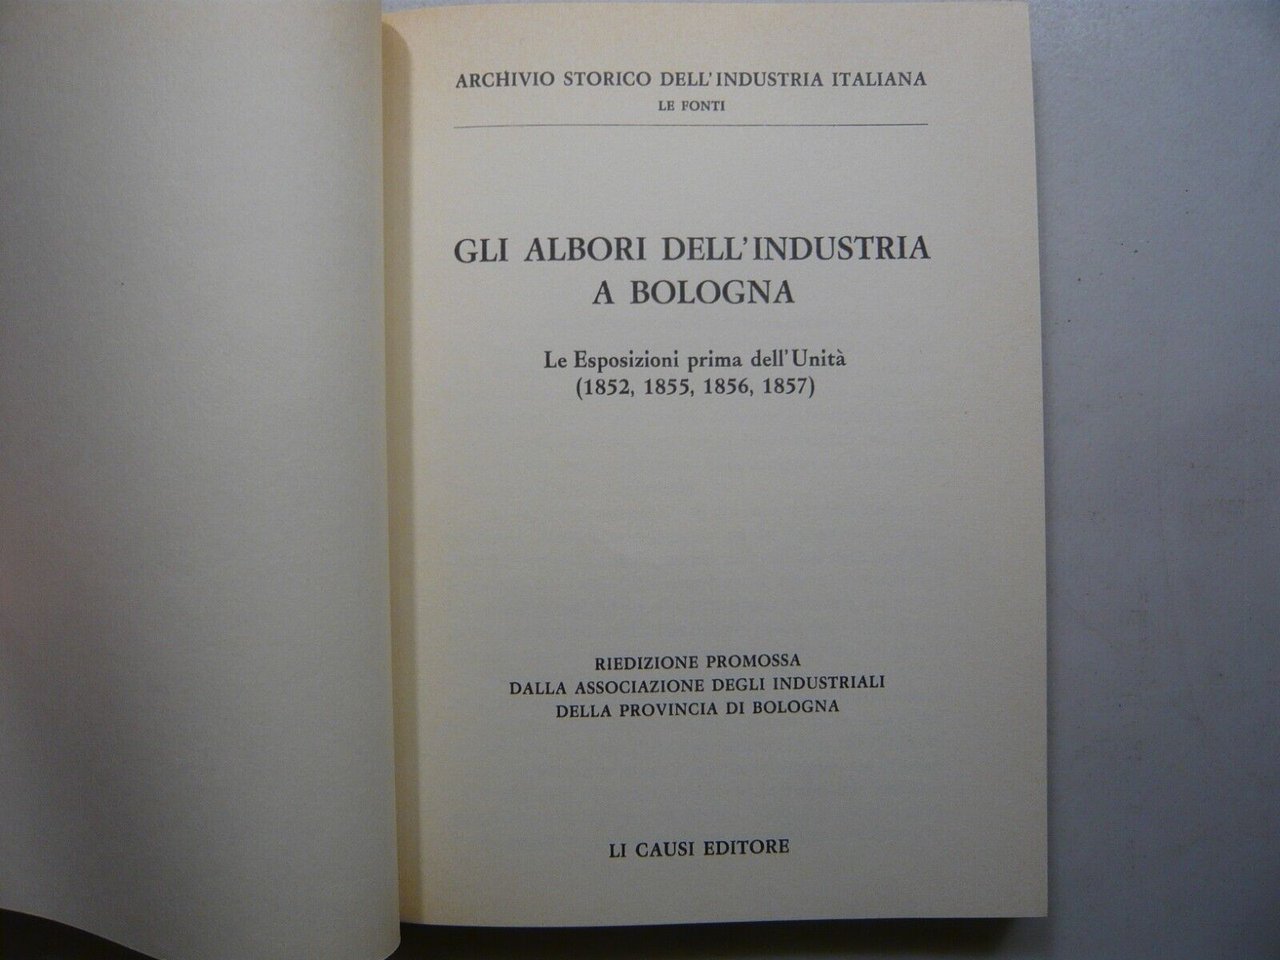 ARCHIVIO STORICO DELL'INDUSTRIA ITALIANA
LE FONTI
GLI ALBORI DELL'INDUSTRIA
A BOLOGNA
Le Esposizioni prima dell'Unità
(1852, 1855, 1856, 1857)
RIEDIZIONE PROMOSSA
DALLA ASSOCIAZIONE DEGLI INDUSTRIALI
DELLA PROVINCIA DI BOLOGNA
LI CAUSI EDITORE